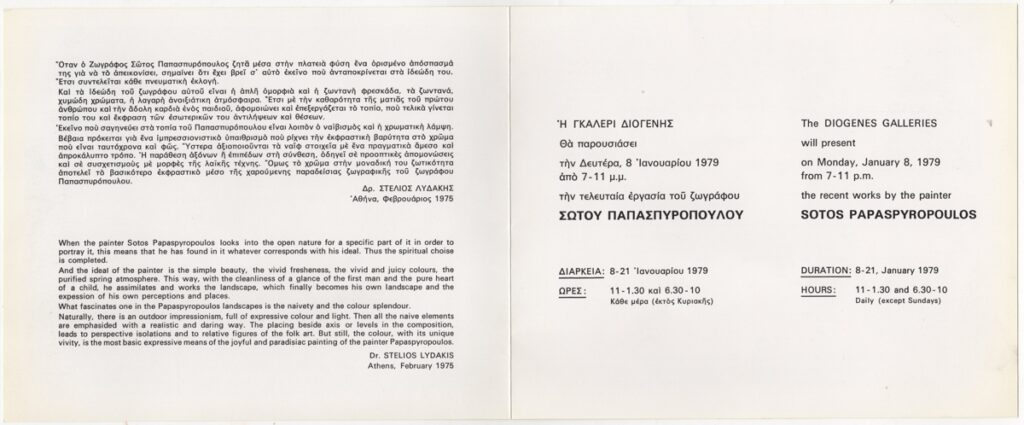 Ὅταν ὁ Ζωγράφος Σῶτος Παπασπυρόπουλος ζητᾶ μέσα στὴν πλατειὰ φύση ἕνα ὁρισμένο ἀπόσπασμά
της γιὰ νὰ τὸ ἀπεικονίσει, σημαίνει ὅτι ἔχει βρεῖ σ' αὐτὸ ἐκεῖνο ποὺ ἀνταποκρίνεται στὰ ἰδεώδη του.
Ἔτσι συντελεῖται κάθε πνευματικὴ ἐκλογή.
Καὶ τὰ ἰδεώδη τοῦ ζωγράφου αὐτοῦ εἶναι ἡ ἁπλῆ ὀμορφιὰ καὶ ἡ ζωντανὴ φρεσκάδα, τὰ ζωντανά,
χυμώδη χρώματα, ἡ λαγαρὴ ἀνοιξιάτικη ἀτμόσφαιρα. Ἔτσι μὲ τὴν καθαρότητα τῆς ματιᾶς τοῦ πρώτου
ἀνθρώπου καὶ τὴν ἄδολη καρδιὰ ἑνὸς παιδιοῦ, ἀφομοιώνει καὶ ἐπεξεργάζεται τὸ τοπίο, ποὺ τελικὰ γίνεται
τοπίο του καὶ ἔκφραση τῶν ἐσωτερικῶν του ἀντιλήψεων καὶ θέσεων.
Ἐκεῖνο ποὺ σαγηνεύει στὰ τοπία τοῦ Παπασπυρόπουλου εἶναι λοιπὸν ὁ ναϊβισμὸς καὶ ἡ χρωματικὴ λάμψη.
Βέβαια πρόκειται γιὰ ἕνα ἰμπρεσσιονιστικὸ ὑπαιθρισμὸ ποὺ ρίχνει τὴν ἐκφραστικὴ βαρύτητα στὸ χρῶμα
ποὺ εἶναι ταυτόχρονα καὶ φῶς. Ὕστερα ἀξιοποιοῦνται τὰ ναΐφ στοιχεῖα μὲ ἕνα πραγματικὰ ἄμεσο καὶ
ἀπροκάλυπτο τρόπο. Ἡ παράθεση ἀξόνων ἢ ἐπιπέδων στὴ σύνθεση, ὁδηγεῖ σὲ προοπτικὲς ἀπομονώσεις
καὶ σὲ συσχετισμοὺς μὲ μορφὲς τῆς λαϊκῆς τέχνης. Ὅμως τὸ χρῶμα στὴν μοναδική του ζωτικότητα
ἀποτελεῖ τὸ βασικότερο ἐκφραστικὸ μέσο τῆς χαρούμενης παραδείσιας ζωγραφικῆς τοῦ ζωγράφου
Παπασπυρόπουλου.
Δρ. ΣΤΕΛΙΟΣ ΛΥΔΑΚΗΣ
Ἀθήνα, Φεβρουάριος 1975
When the painter Sotos Papaspyropoulos looks into the open nature for a specific part of it in order to
portray it, this means that he has found in it whatever corresponds with his ideal. Thus the spiritual choise
is completed.
And the ideal of the painter is the simple beauty, the vivid fresheness, the vivid and juicy colours, the
purified spring atmosphere. This way, with the cleanliness of a glance of the first man and the pure heart
of a child, he assimilates and works the landscape, which finally becomes his own landscape and the
expession of his own perceptions and places.
What fascinates one in the Papaspyropoulos landscapes is the naivety and the colour splendour.
Naturally, there is an outdoor impressionism, full of expressive colour and light. Then all the naive elements
are emphasided with a realistic and daring way. The placing beside axis or levels in the composition,
leads to perspective isolations and to relative figures of the folk art. But still, the colour, with its unique
vivity, is the most basic expressive means of the joyful and paradisiac painting of the painter Papaspyropoulos.
Dr. STELIOS LYDAKIS
Athens, February 1975
Ἡ ΓΚΑΛΕΡΙ ΔΙΟΓΕΝΗΣ
Θὰ παρουσιάσει
τὴν Δευτέρα, 8 Ἰανουαρίου 1979
ἀπὸ 7-11 μ.μ.
τὴν τελευταία ἐργασία τοῦ ζωγράφου
ΣΩΤΟΥ ΠΑΠΑΣΠΥΡΟΠΟΥΛΟΥ
ΔΙΑΡΚΕΙΑ: 8-21 Ἰανουαρίου 1979
ΩΡΕΣ: 11-1.30 καὶ 6.30-10
Κάθε μέρα (ἐκτὸς Κυριακῆς)
The DIOGENES GALLERIES
will present
on Monday, January 8, 1979
from 7-11 p.m.
the recent works by the painter
SOTOS PAPASPYROPOULOS
DURATION: 8-21, January 1979
HOURS: 11-1.30 and 6.30-10
Daily (except Sundays)